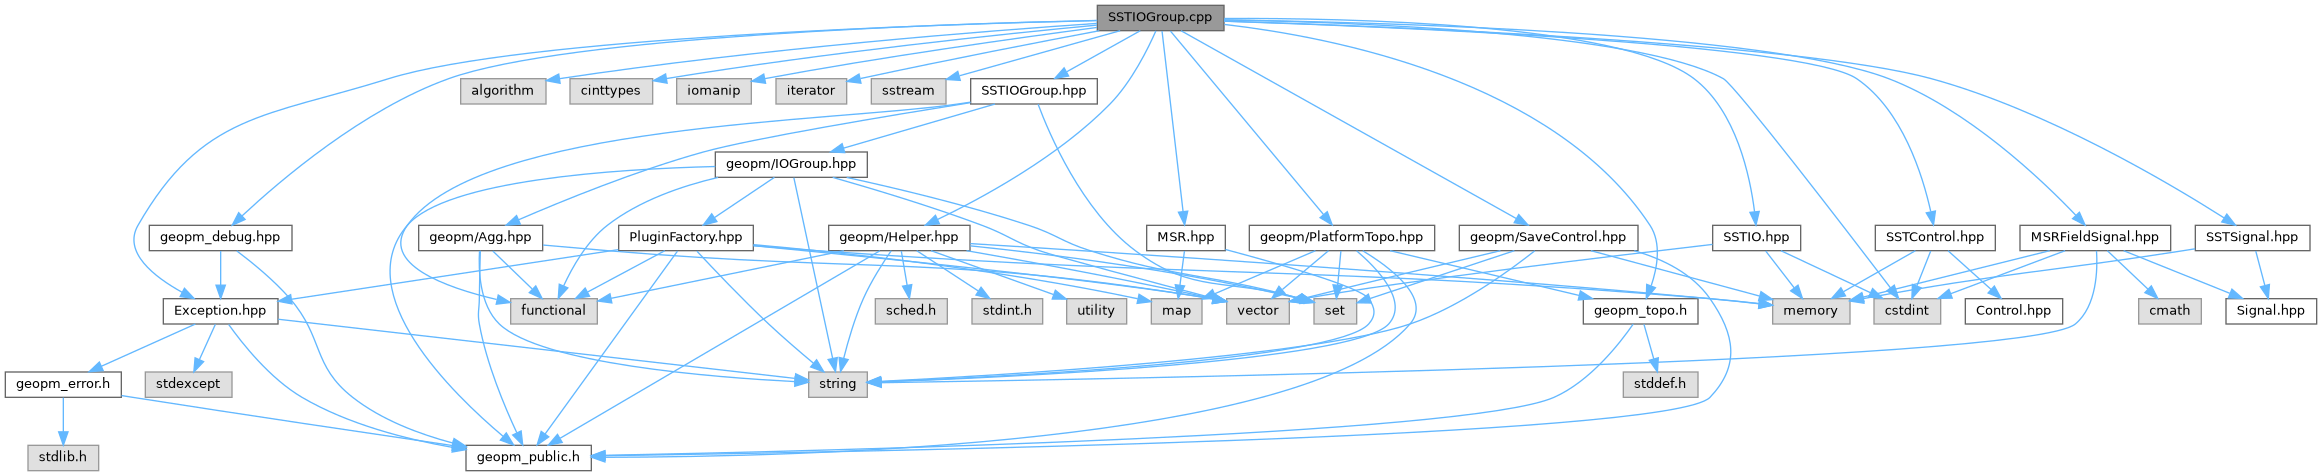 SSTIOGroup.cpp
algorithm
cinttypes
iomanip
iterator
sstream
SSTIOGroup.hpp
geopm/IOGroup.hpp
geopm_debug.hpp
geopm/Agg.hpp
PluginFactory.hpp
geopm/Helper.hpp
MSR.hpp
geopm/PlatformTopo.hpp
geopm/SaveControl.hpp
SSTIO.hpp
SSTControl.hpp
MSRFieldSignal.hpp
SSTSignal.hpp
Exception.hpp
functional
sched.h
stdint.h
utility
map
vector
set
geopm_topo.h
memory
cstdint
Control.hpp
cmath
Signal.hpp
geopm_error.h
stdexcept
string
stddef.h
stdlib.h
geopm_public.h